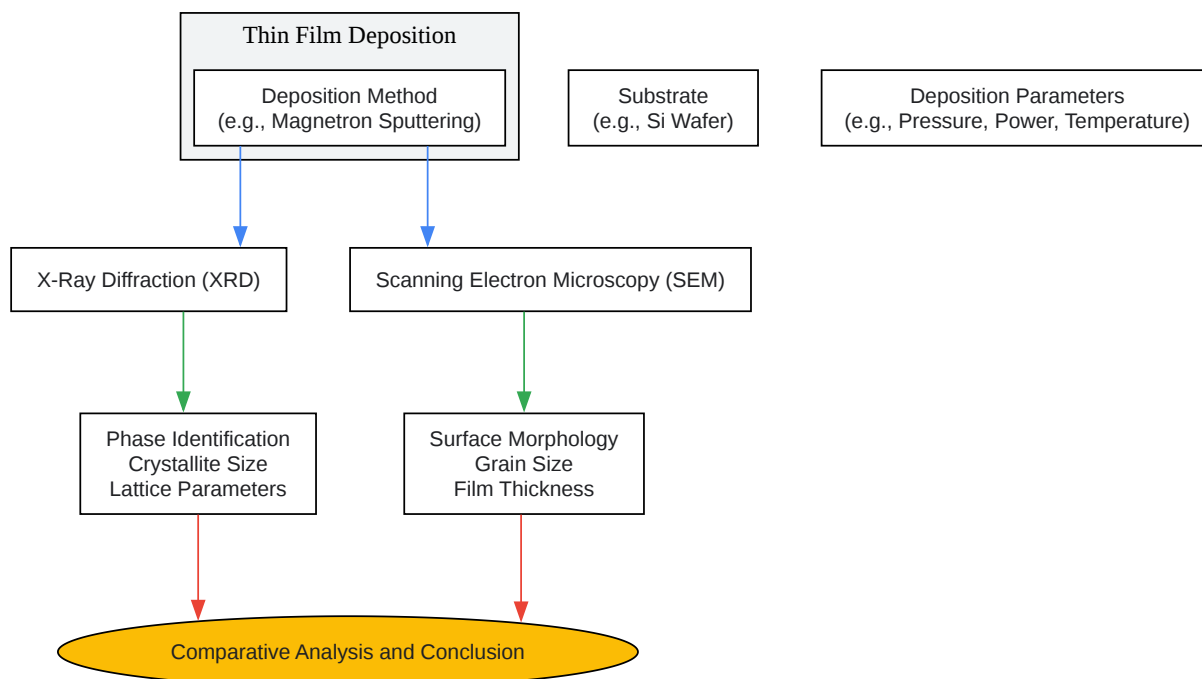 Thin Film Deposition
Deposition Method
(e.g., Magnetron Sputtering)
Substrate
(e.g., Si Wafer)
Deposition Parameters
(e.g., Pressure, Power, Temperature)
X-Ray Diffraction (XRD)
Scanning Electron Microscopy (SEM)
Phase Identification
Crystallite Size
Lattice Parameters
Surface Morphology
Grain Size
Film Thickness
Comparative Analysis and Conclusion